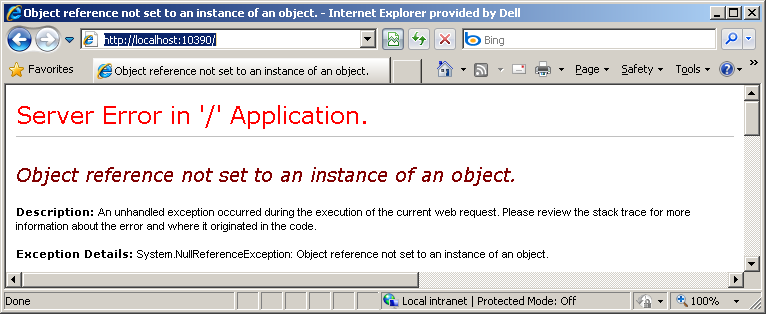 Object reference not set to an instance of an object. - Internet Explorer provided by Dell
http://localhost:10390/
Bing
Favorites
Object reference not set to an instance of an object.
Page
Safety
Tools
Server Error in '/' Application.
Object reference not set to an instance of an object.
Description: An unhandled exception occurred during the execution of the current web request. Please review the stack trace for more
information about the error and where it originated in the code.
Exception Details: System.NullReferenceException: Object reference not set to an instance of an object.
Done
Local intranet | Protected Mode: Off
100%